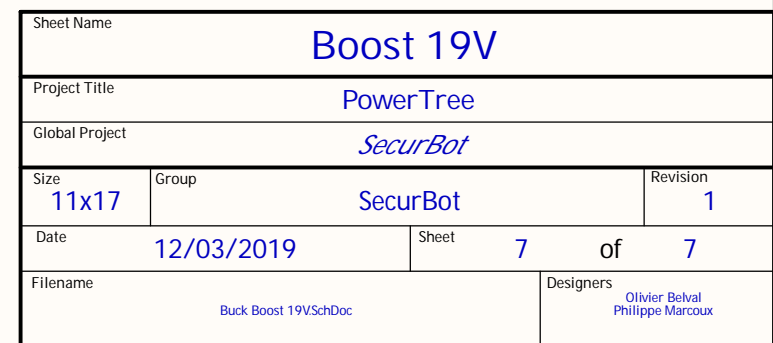 Sheet Name
Boost 19V
Project Title
PowerTree
Global Project
SecurBot
Size
11x17
Group
SecurBot
Revision
1
Date
12/03/2019
Sheet
7 of 7
Filename
Buck Boost 19V.SchDoc
Designers
Olivier Belval
Philippe Marcoux